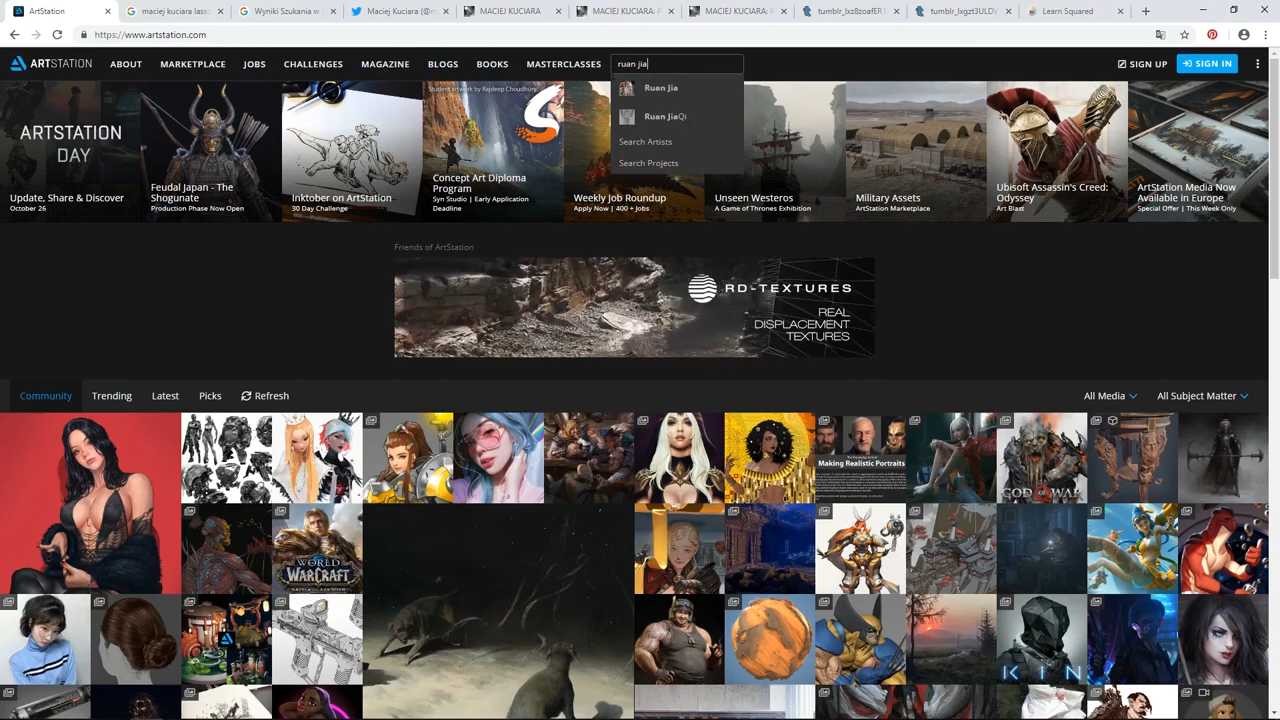 ArtStation
maciej kuciara lasso
Wyniki Szukania w
Maciej Kuciara (@m
MACIEJ KUCIARA
MACIEJ KUCIARA: P
MACIEJ KUCIARA: P
tumblr_lxz8zoafER1
tumblr_lxgzt3ULDV
Learn Squared
https://www.artstation.com
ARTSTATION
ABOUT
MARKETPLACE
JOBS
CHALLENGES
MAGAZINE
BLOGS
BOOKS
MASTERCLASSES
ruan jia
SIGN UP
SIGN IN
Ruan Jia
Ruan JiaQi
Search Artists
Search Projects
ARTSTATION
DAY
Update, Share & Discover
October 26
Feudal Japan - The
Shogunate
Production Phase Now Open
Inktober on ArtStation
30 Day Challenge
Student artwork by Rajdeep Choudhury
Concept Art Diploma
Program
Syn Studio | Early Application
Deadline
Weekly Job Roundup
Apply Now | 400 + Jobs
Unseen Westeros
A Game of Thrones Exhibition
Military Assets
ArtStation Marketplace
Ubisoft Assassin's Creed:
Odyssey
Art Blast
ArtStation Media Now
Available in Europe
Special Offer | This Week Only
Friends of ArtStation
RD-TEXTURES
REAL
DISPLACEMENT
TEXTURES
Community
Trending
Latest
Picks
Refresh
All Media
All Subject Matter
Making Realistic Portraits
GOD OF WAR
WORLD
WARCRAFT
KIN